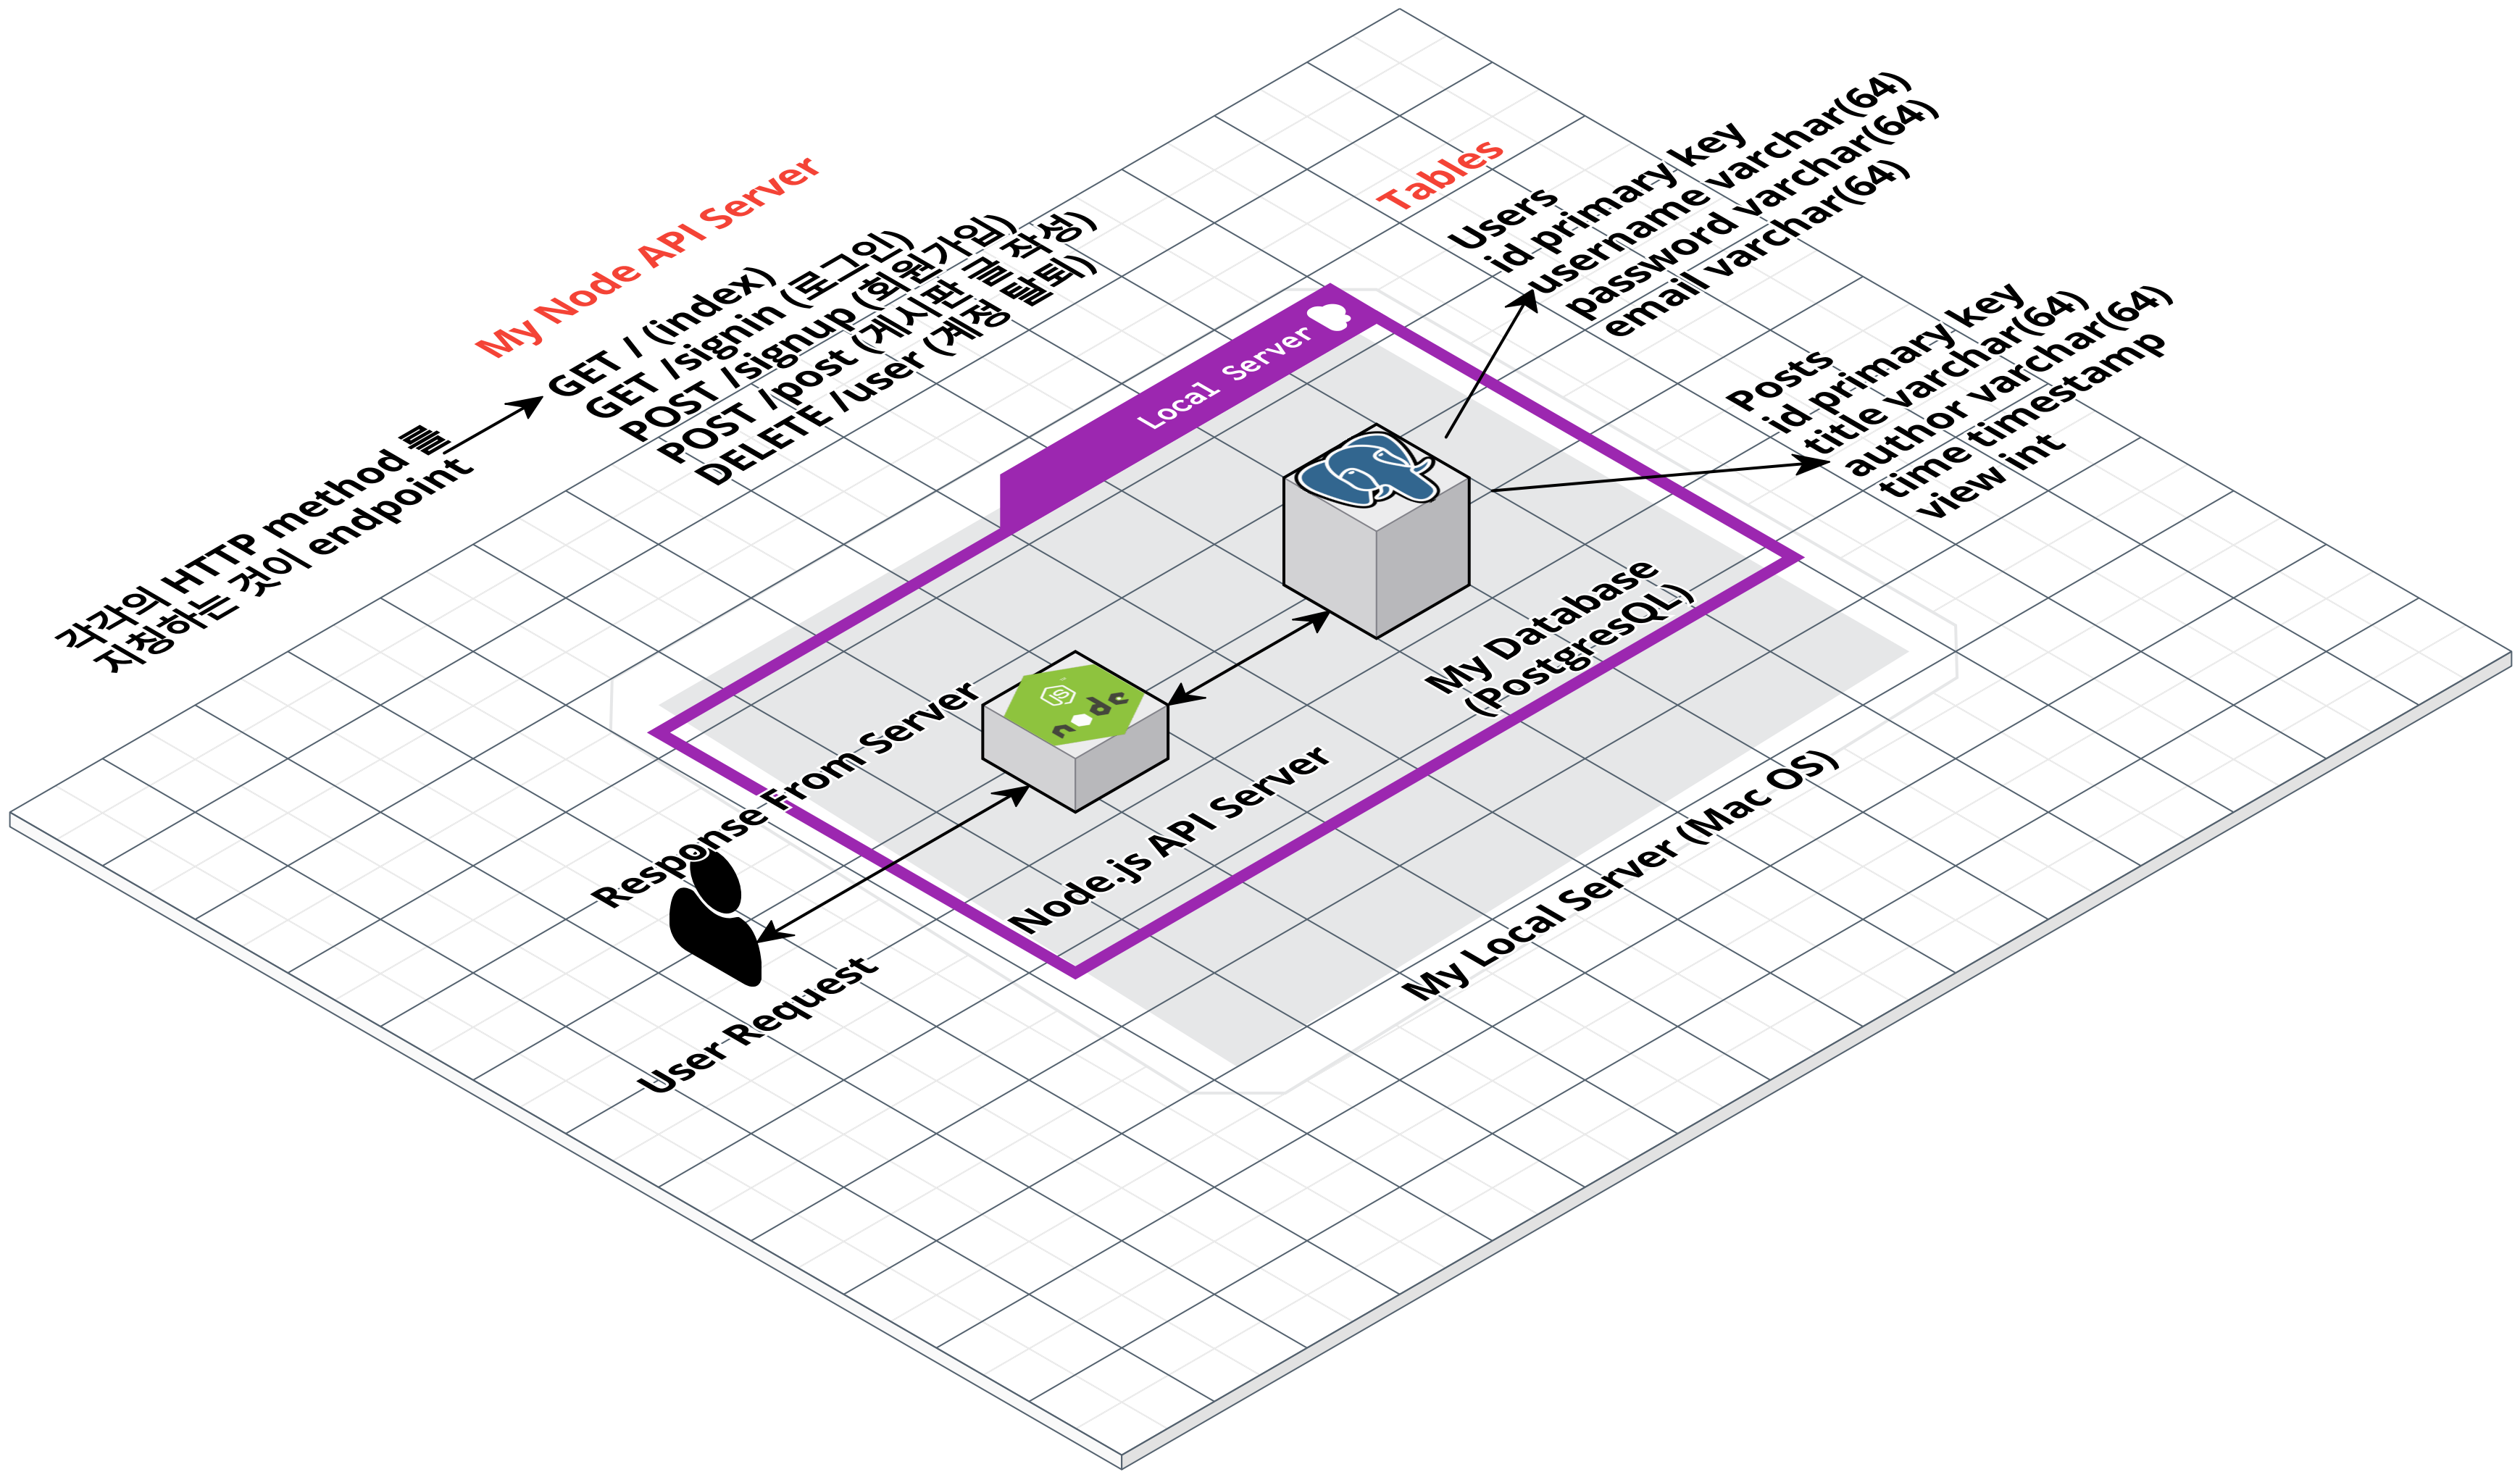 My Node API Server
GET / (index)
GET /signin (로그인)
POST /signup (회원가입)
POST /post (게시판 글 작성)
DELETE /user (계정 탈퇴)
각각의 HTTP method 를
지칭하는 것이 endpoint
Tables
Users
id primary key
username varchar(64)
password varchar(64)
email varchar(64)
Posts
id primary key
title varchar(64)
author varchar(64)
time timestamp
view int
Local Server
My Database
(PostgresQL)
JS
node
Node.js API Server
Response From Server
User Request
My Local Server (Mac OS)